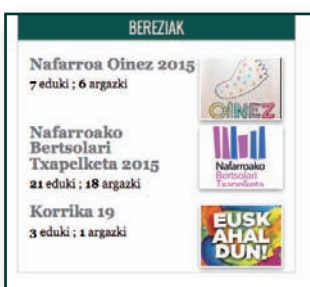 BEREZIAK
Nafarroa Oinez 2015
7 eduki ; 6 argazki
OINEZ
Nafarroako
Bertsolari
Txapelketa 2015
21 eduki ; 18 argazki
Nafarroako
Bertsolari
Txapelketa
Korrika 19
3 eduki ; 1 argazki
EUSK
AHAL
DUN!